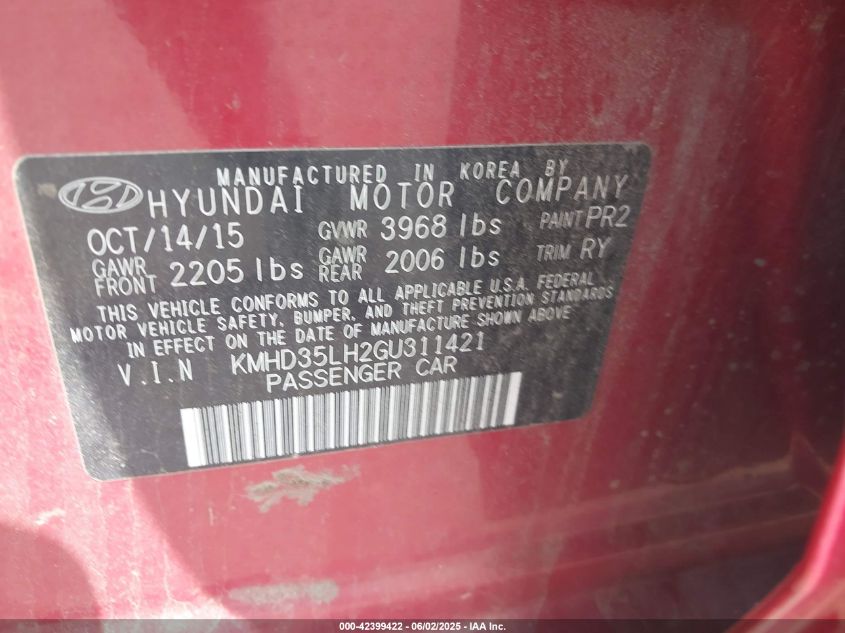 MANUFACTURED IN KOREA BY
HYUNDAI MOTOR COMPANY
OCT/14/15 GVWR 3968 lbs PAINT PR2
GAWR FRONT 2205 lbs GAWR REAR 2006 lbs TRIM RY
THIS VEHICLE CONFORMS TO ALL APPLICABLE U.S.A. FEDERAL
MOTOR VEHICLE SAFETY, BUMPER, AND THEFT PREVENTION STANDARDS
IN EFFECT ON THE DATE OF MANUFACTURE SHOWN ABOVE
V.I.N KMHD35LH2GU311421
PASSENGER CAR
000-42399422 - 06/02/2025 - IAA Inc.